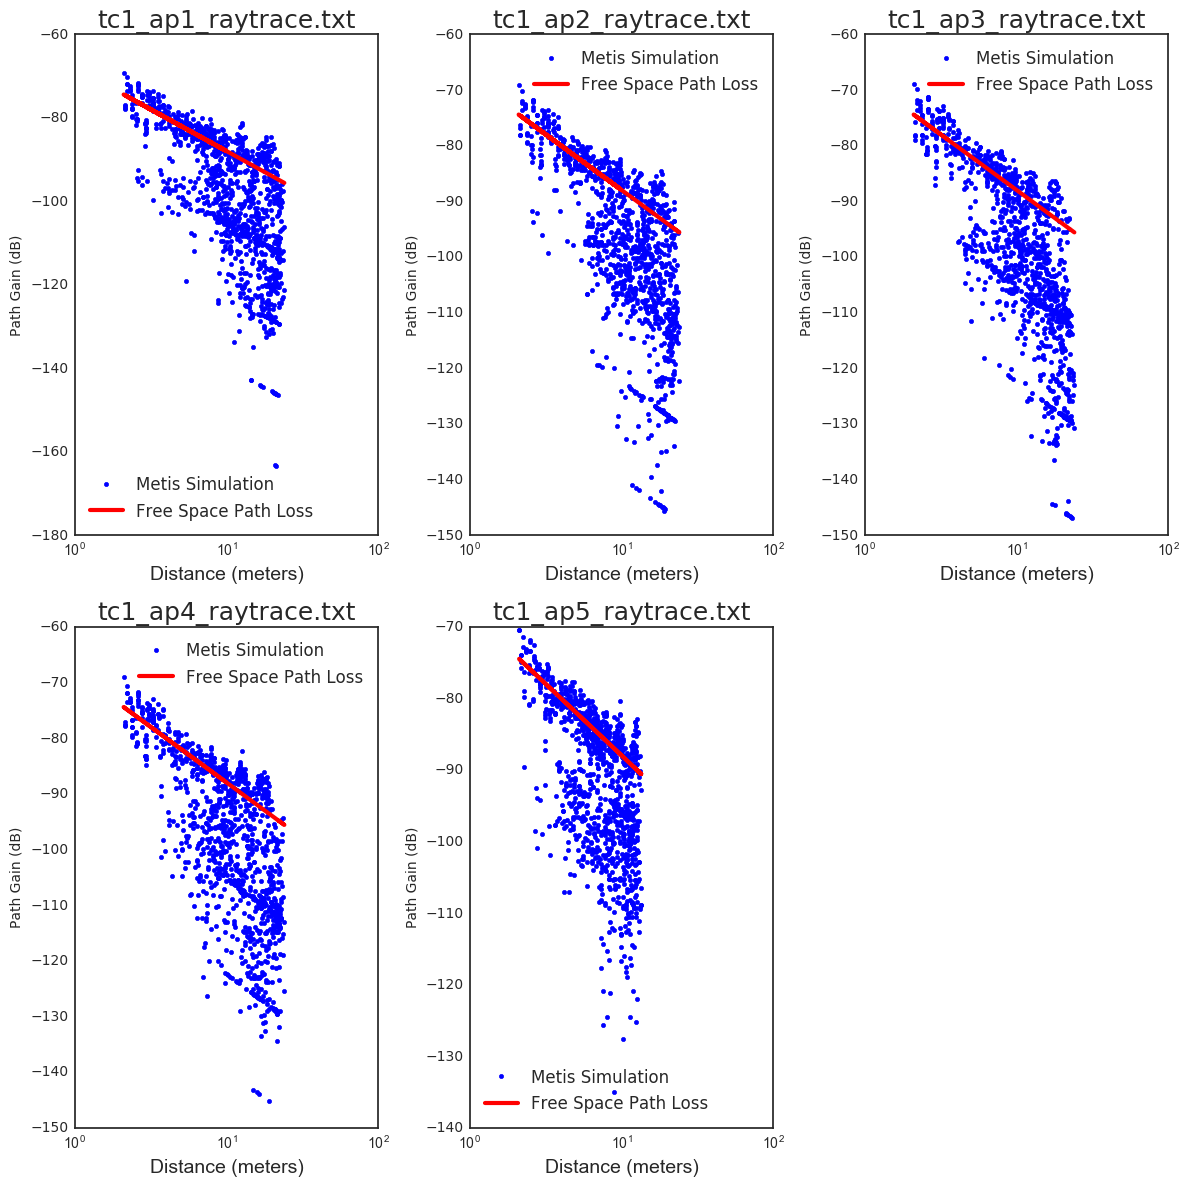 tc1_ap1_raytrace.txt
−60
−80
−100
−120
−140
−160
−180
Path Gain (dB)
Metis Simulation
Free Space Path Loss
10^0
10^1
10^2
Distance (meters)
tc1_ap2_raytrace.txt
−60
−70
−80
−90
−100
−110
−120
−130
−140
−150
Path Gain (dB)
Metis Simulation
Free Space Path Loss
10^0
10^1
10^2
Distance (meters)
tc1_ap3_raytrace.txt
−60
−70
−80
−90
−100
−110
−120
−130
−140
−150
Path Gain (dB)
Metis Simulation
Free Space Path Loss
10^0
10^1
10^2
Distance (meters)
tc1_ap4_raytrace.txt
−60
−70
−80
−90
−100
−110
−120
−130
−140
−150
Path Gain (dB)
Metis Simulation
Free Space Path Loss
10^0
10^1
10^2
Distance (meters)
tc1_ap5_raytrace.txt
−70
−80
−90
−100
−110
−120
−130
−140
Path Gain (dB)
Metis Simulation
Free Space Path Loss
10^0
10^1
10^2
Distance (meters)